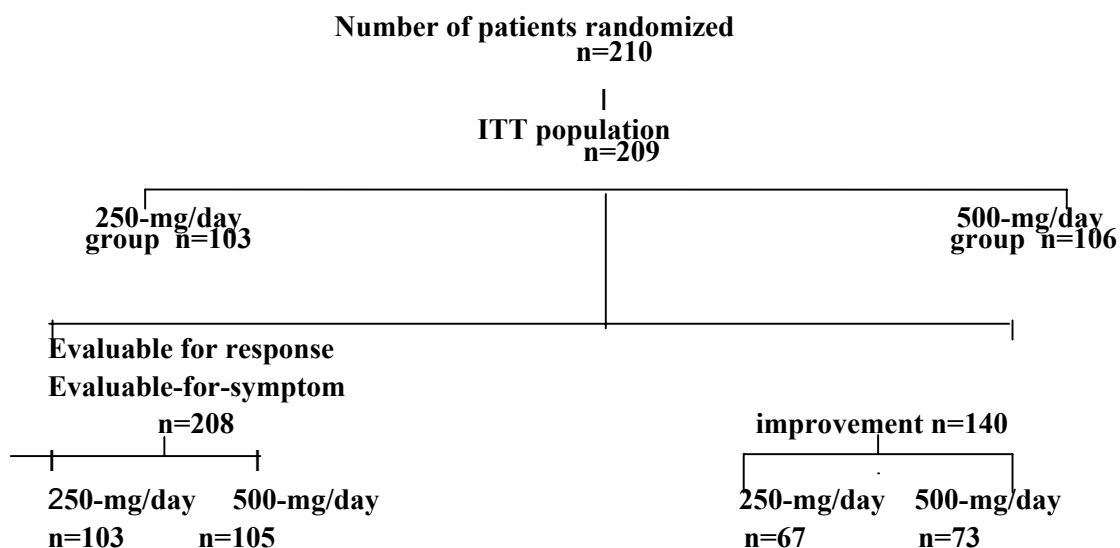 Number of patients randomized
n=210
ITT population
n=209
250-mg/day
group n=103
500-mg/day
group n=106
Evaluable for response
Evaluable-for-symptom
n=208
improvement n=140
250-mg/day 500-mg/day
n=103 n=105
250-mg/day 500-mg/day
n=67 n=73